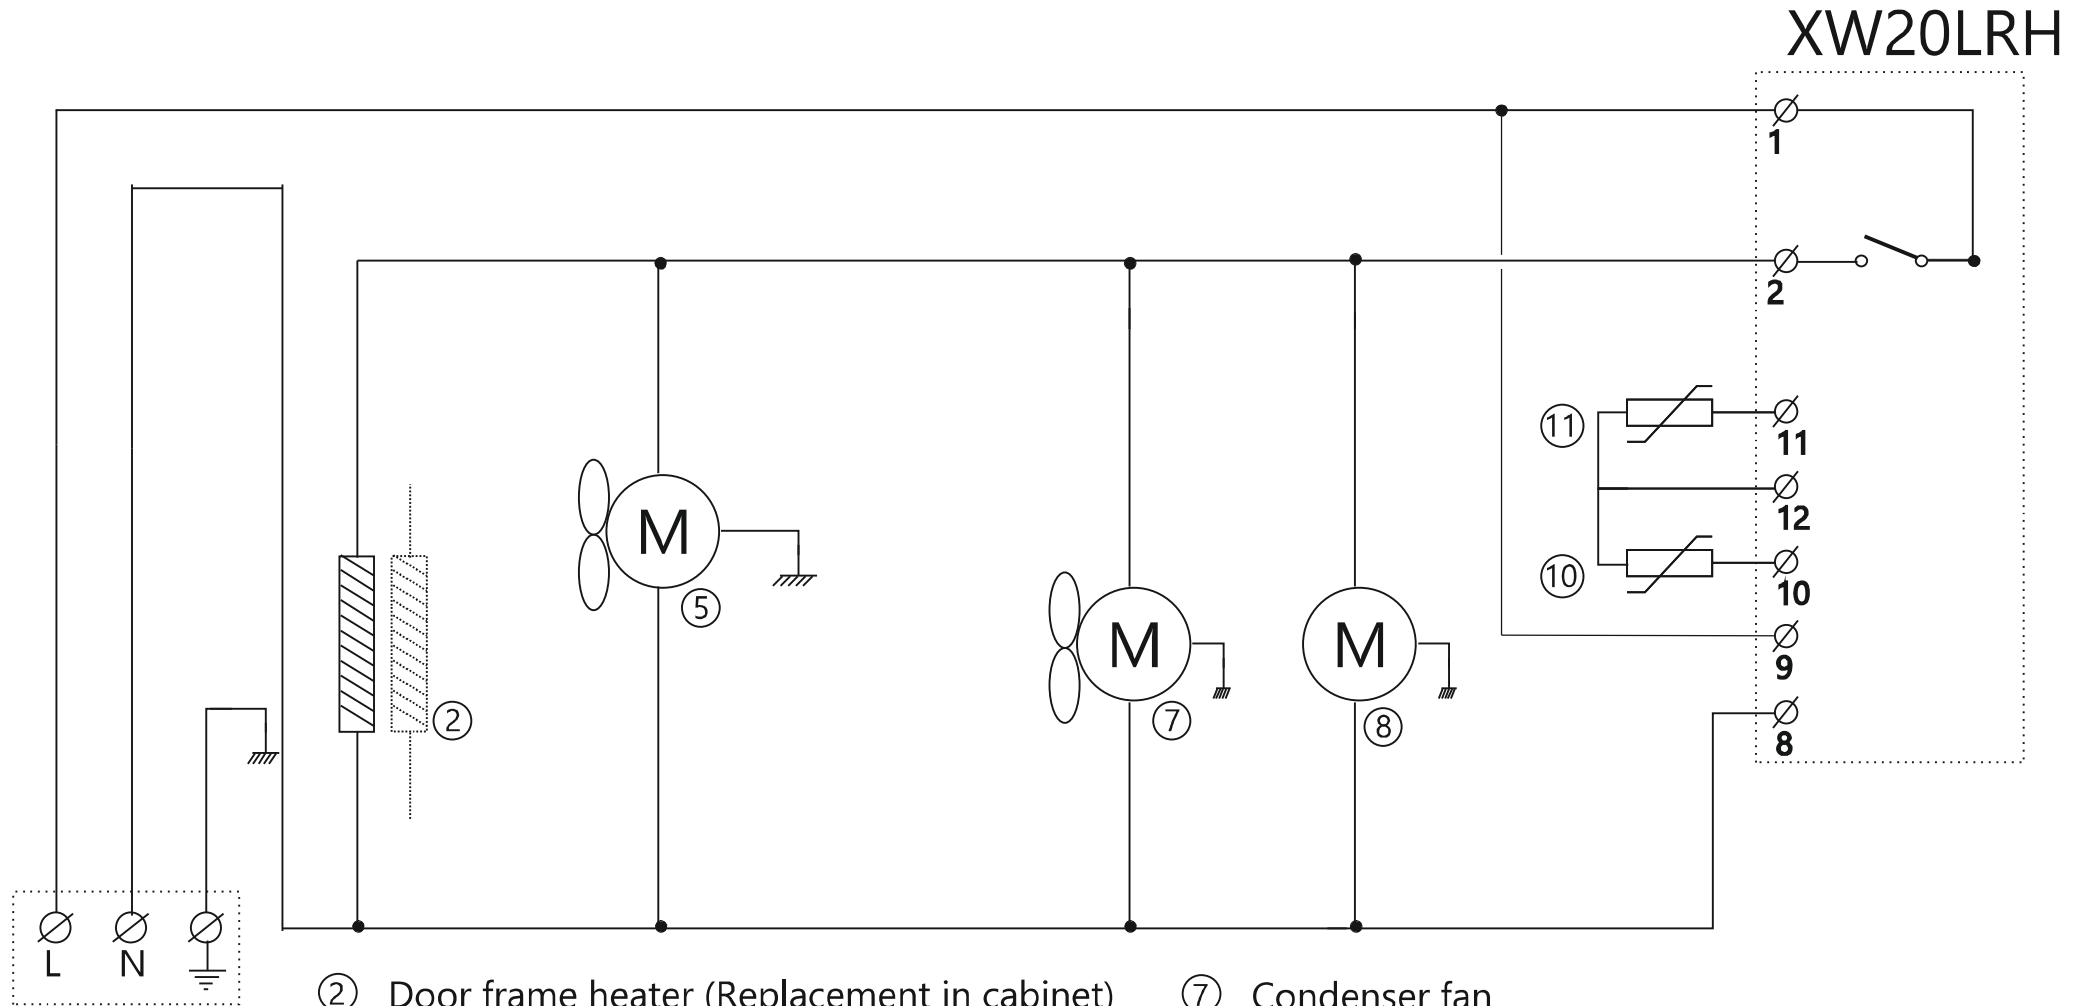 XW20LRH
1
2
11
11
12
10
10
M
5
M
7
M
8
2
9
8
L N
2 Door frame heater (Replacement in cabinet) 7 Condenser fan